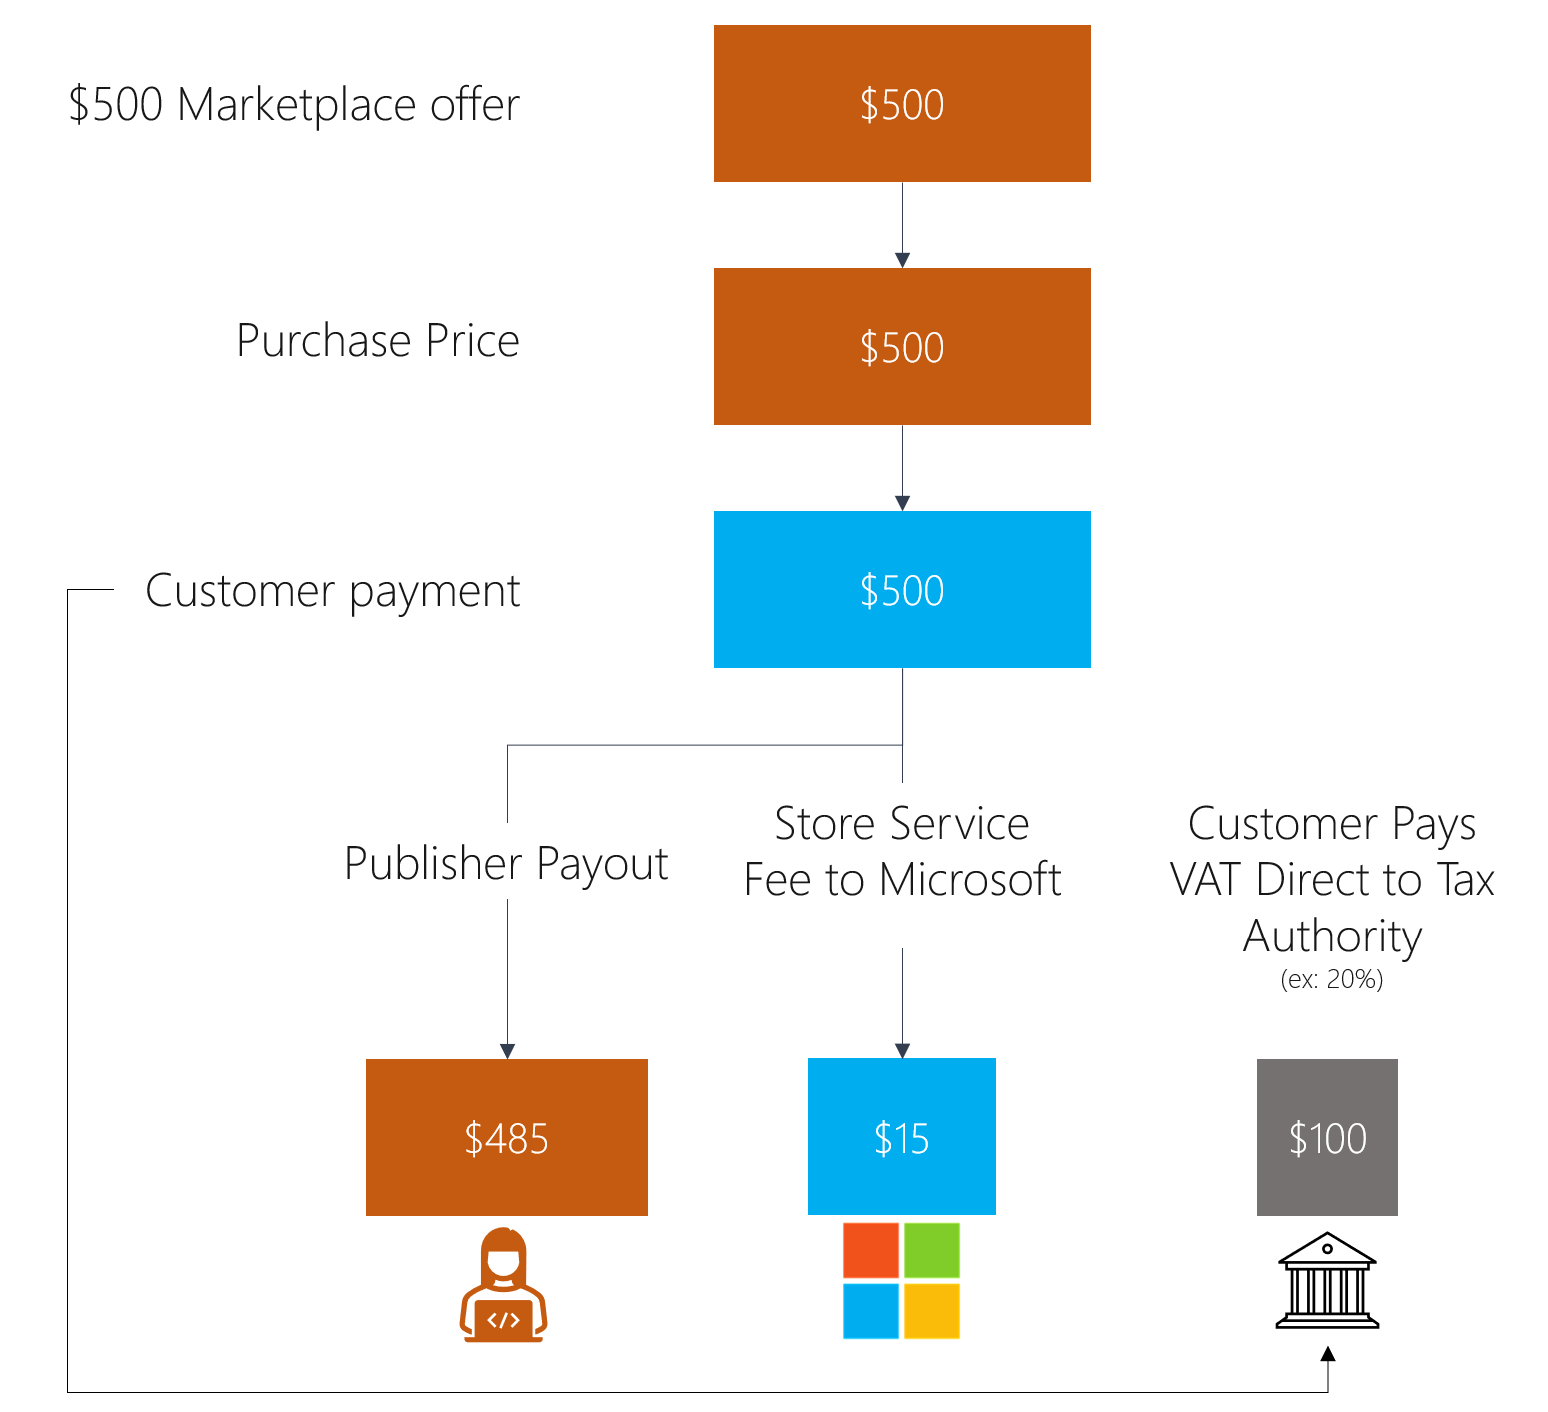 $500 Marketplace offer
$500
Purchase Price
$500
Customer payment
$500
Publisher Payout
Store Service
Fee to Microsoft
Customer Pays
VAT Direct to Tax
Authority
(ex: 20%)
$485
$15
$100
</>